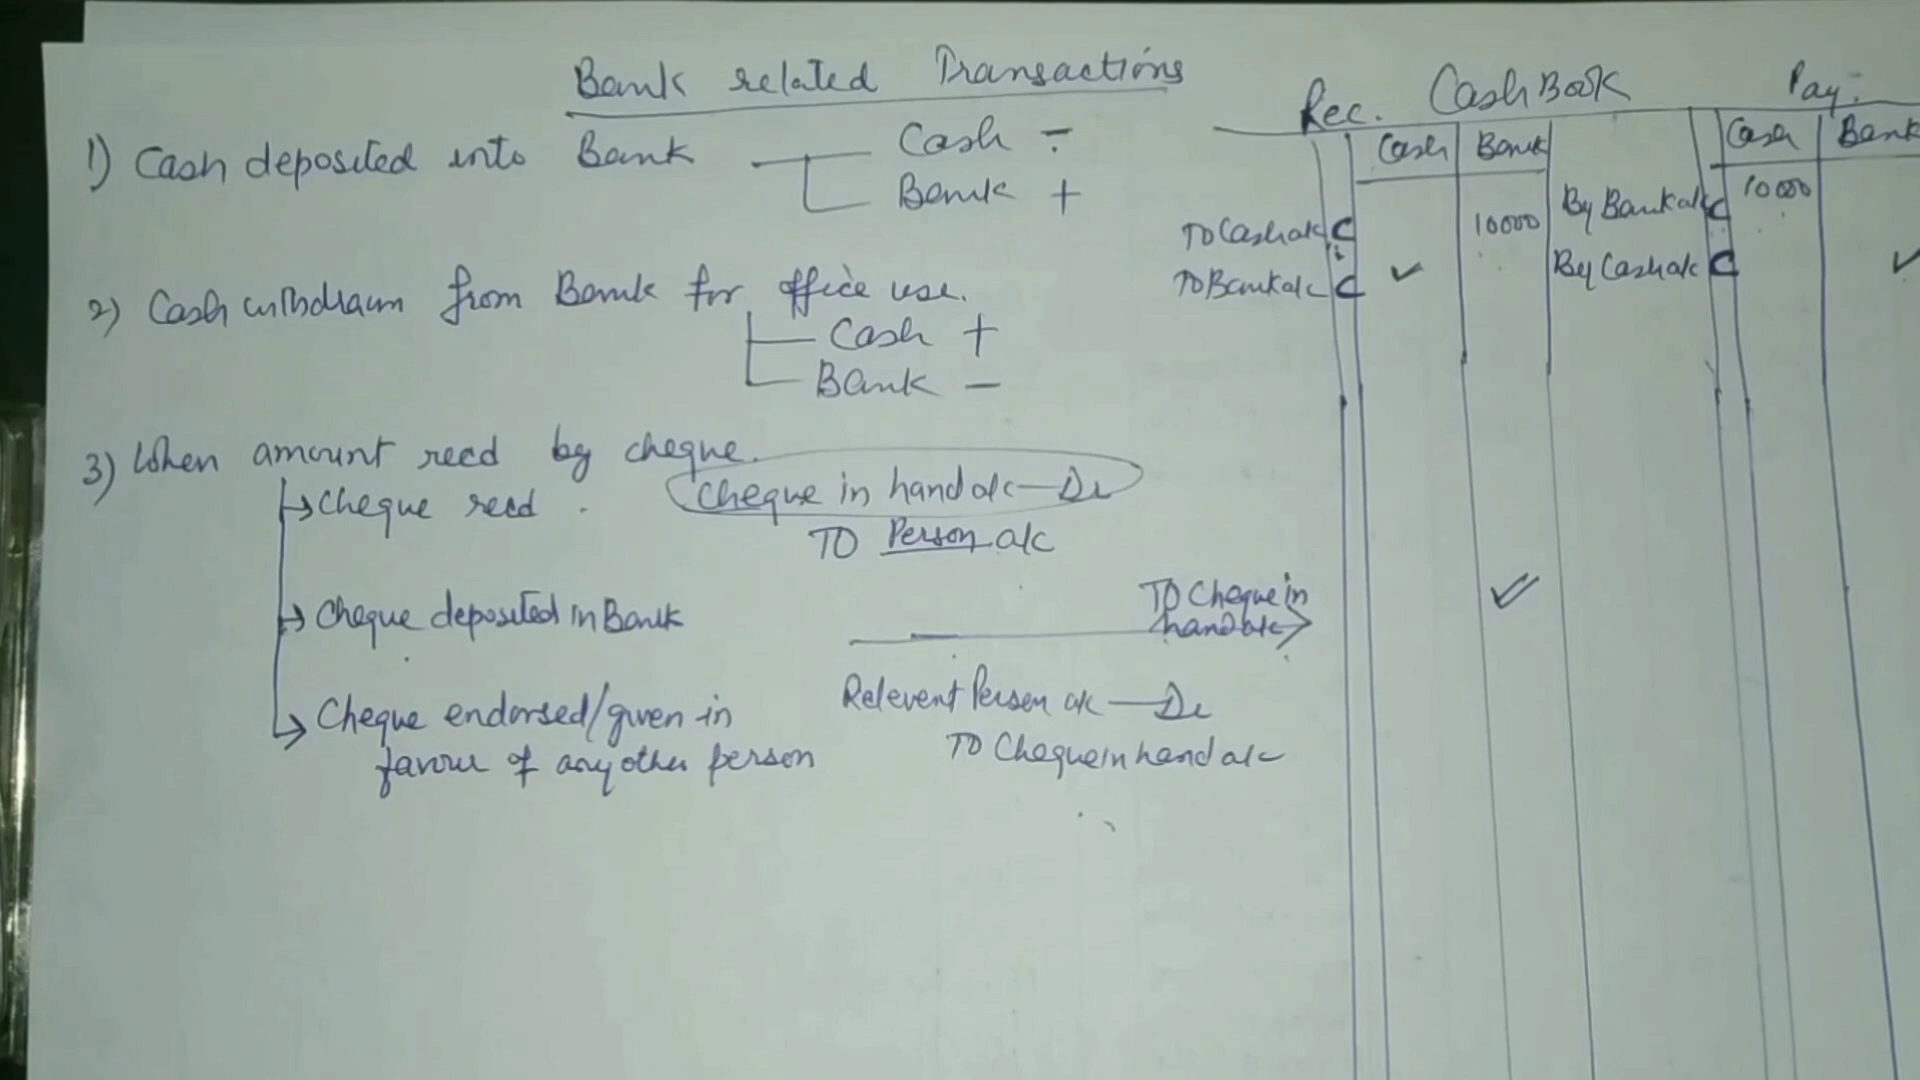 Bank related Transactions
1) Cash deposited into Bank
Cash -
Bank +
2) Cash withdrawn from Bank for office use.
Cash +
Bank -
3) When amount recd by cheque.
Cheque recd.
Cheque in hand a/c - Dr
TO Person a/c
Cheque deposited in Bank
Cheque endorsed/given in
favour of any other person
Relevent Person a/c - Dr
TO Cheque in hand a/c
Rec. Cash Book Pay.
Cash Bank Cash Bank
To Cash a/c C 10000 By Bank a/c C 10000
To Bank a/c C ✓ By Cash a/c C ✓
TO Cheque in ✓
hand a/c